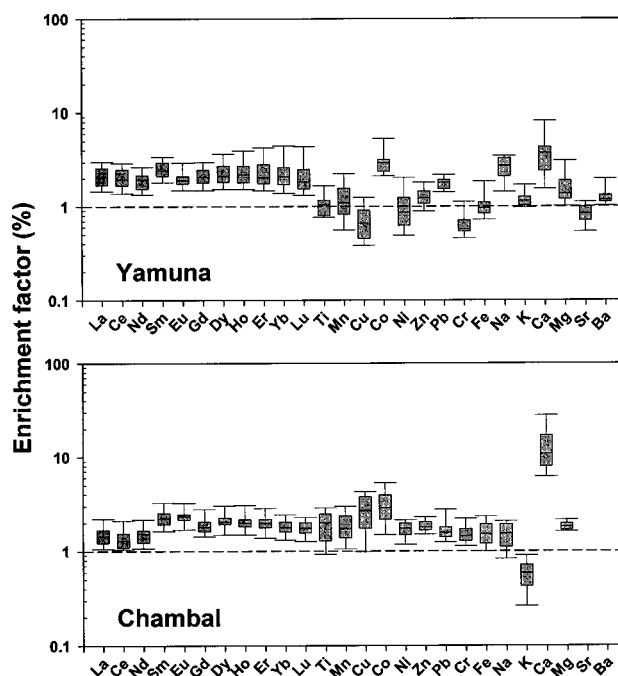 Enrichment factor (%)
100
10
1
0.1
Yamuna
La Ce Nd Sm Eu Gd Dy Ho Er Yb Lu Ti Mn Cu Co Ni Zn Pb Cr Fe Na K Ca Mg Sr Ba
100
10
1
0.1
Chambal
La Ce Nd Sm Eu Gd Dy Ho Er Yb Lu Ti Mn Cu Co Ni Zn Pb Cr Fe Na K Ca Mg Sr Ba